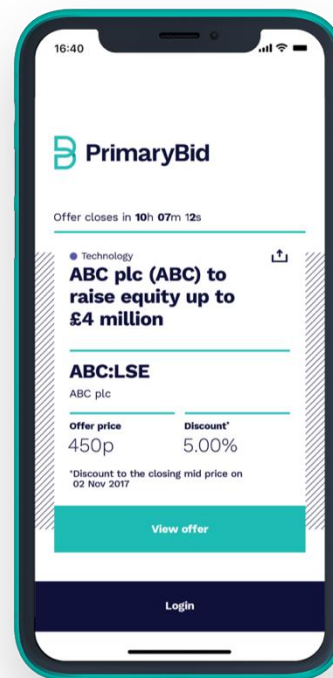 16:40
PrimaryBid
Offer closes in 10h 07m 12s
Technology
ABC plc (ABC) to
raise equity up to
£4 million
ABC:LSE
ABC plc
Offer price
Discount*
450p
5.00%
*Discount to the closing mid price on
02 Nov 2017
View offer
Login